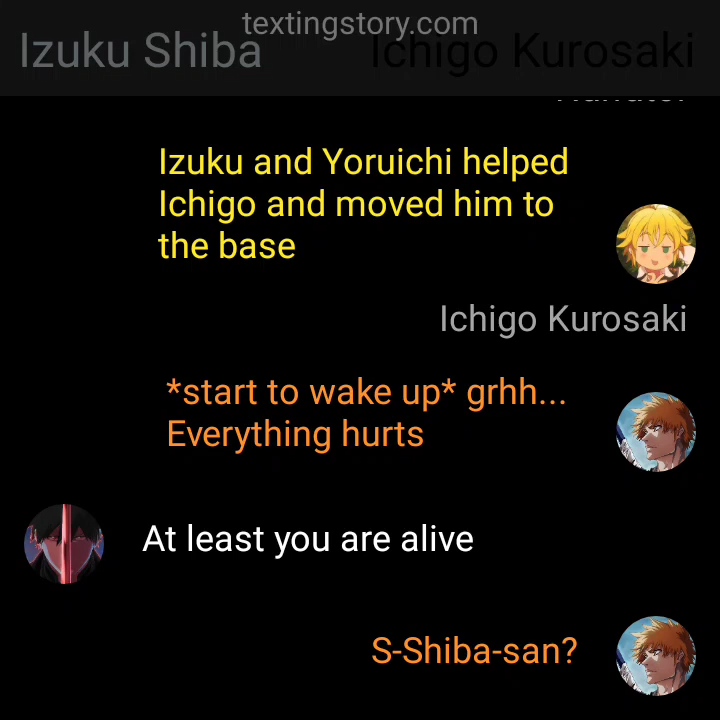 textingstory.com
Izuku Shiba
Ichigo Kurosaki
Izuku and Yoruichi helped
Ichigo and moved him to
the base
Ichigo Kurosaki
*start to wake up* grhh...
Everything hurts
At least you are alive
S-Shiba-san?